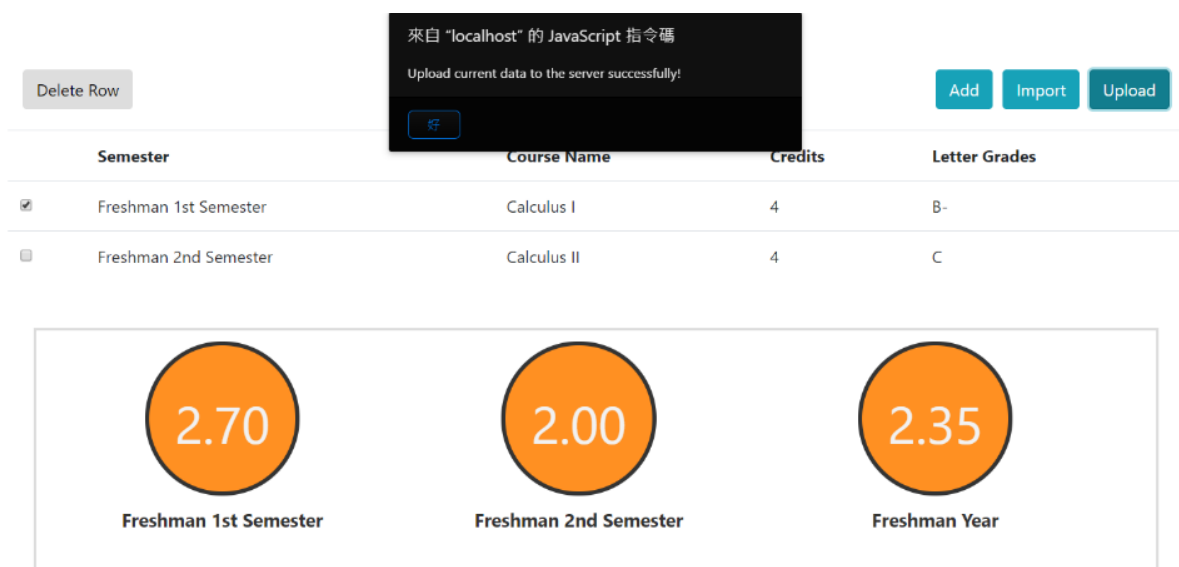 來自 “localhost” 的 JavaScript 指令碼
Upload current data to the server successfully!
好
Delete Row
Add Import Upload
Semester Course Name Credits Letter Grades
Freshman 1st Semester Calculus I 4 B-
Freshman 2nd Semester Calculus II 4 C
2.70 2.00 2.35
Freshman 1st Semester Freshman 2nd Semester Freshman Year